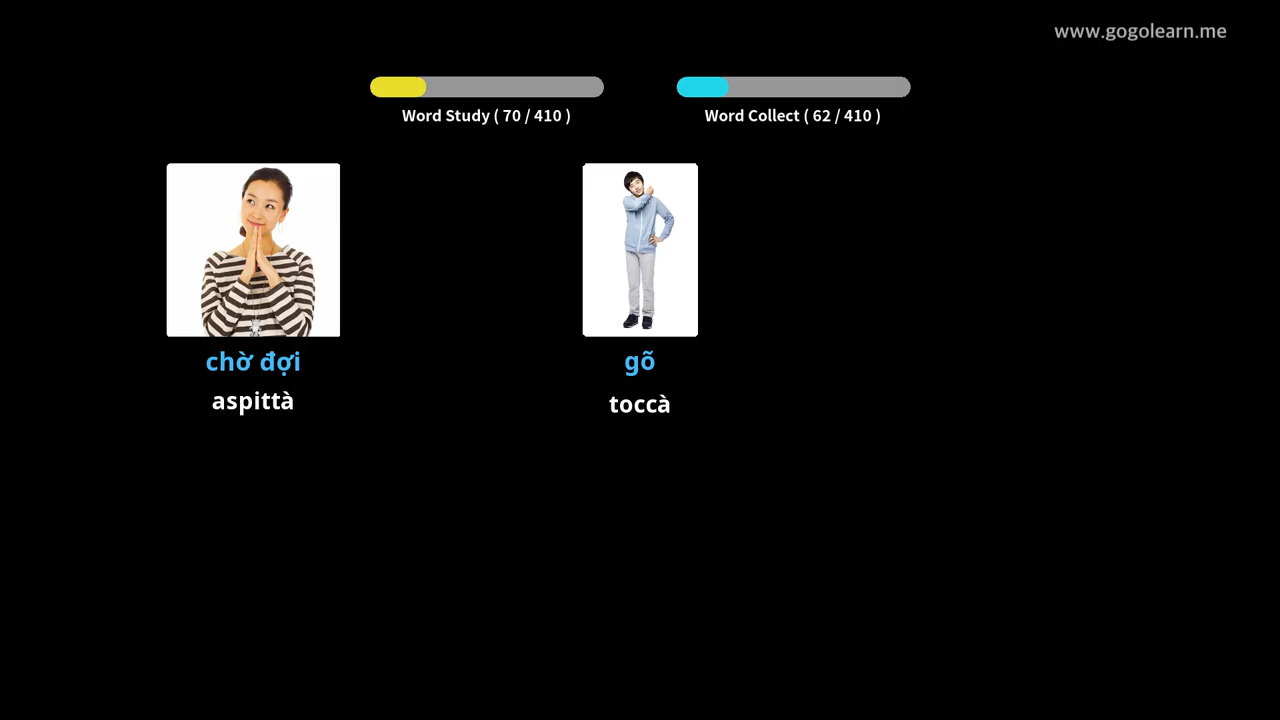 www.gogolearn.me
Word Study ( 70 / 410 )
Word Collect ( 62 / 410 )
chờ đợi
aspittà
gõ
toccà